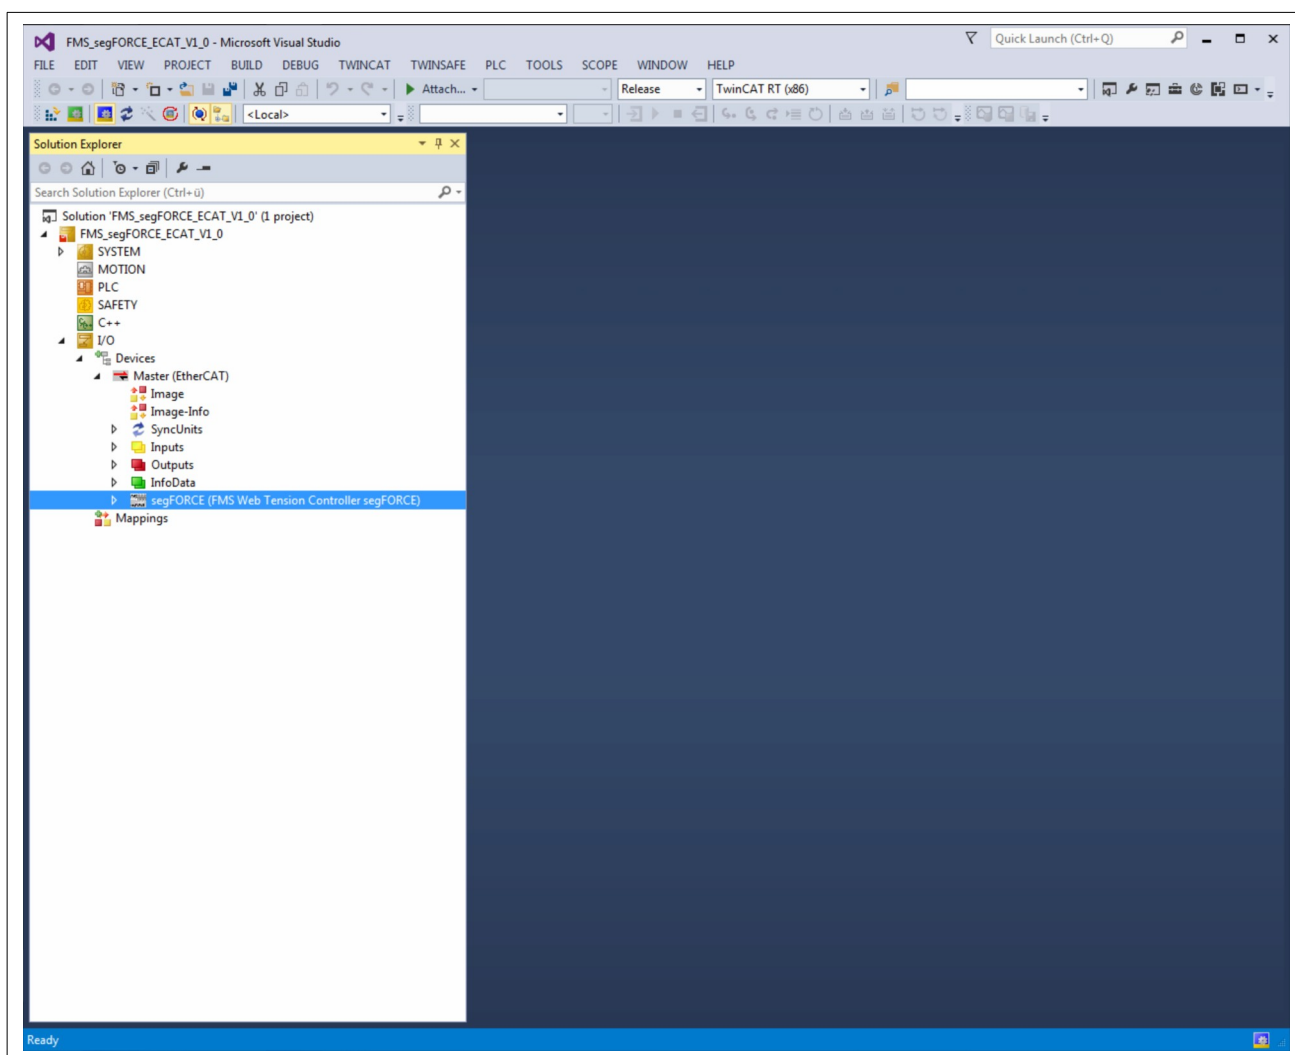 FMS_segFORCE_ECAT_V1_0 - Microsoft Visual Studio
Quick Launch (Ctrl+Q)
FILE EDIT VIEW PROJECT BUILD DEBUG TWINCAT TWINSAFE PLC TOOLS SCOPE WINDOW HELP
Attach... Release TwinCAT RT (x86)
<Local>
Solution Explorer
Search Solution Explorer (Ctrl+ü)
Solution 'FMS_segFORCE_ECAT_V1_0' (1 project)
FMS_segFORCE_ECAT_V1_0
SYSTEM
MOTION
PLC
SAFETY
C++
I/O
Devices
Master (EtherCAT)
Image
Image-Info
SyncUnits
Inputs
Outputs
InfoData
segFORCE (FMS Web Tension Controller segFORCE)
Mappings
Ready